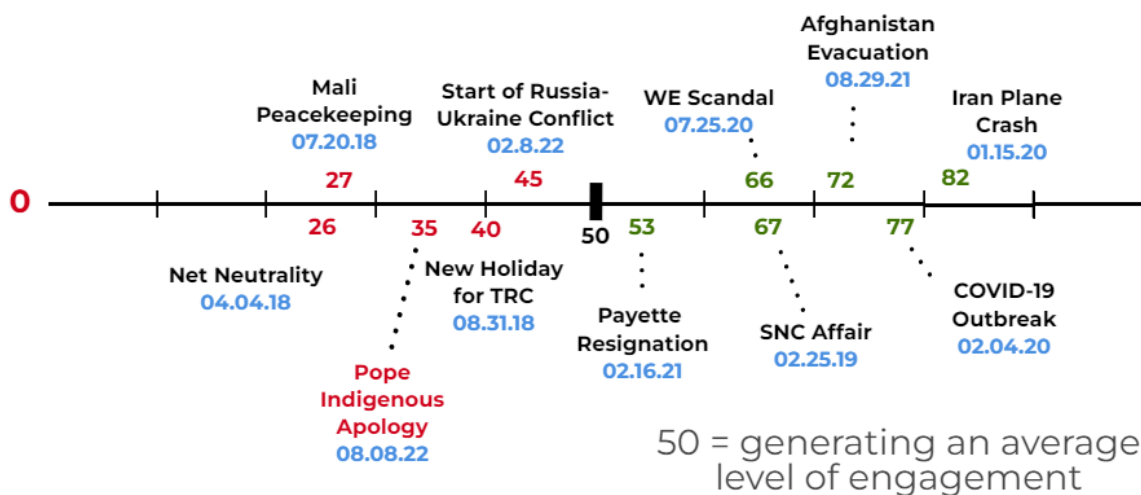 Afghanistan
Evacuation
08.29.21
Mali
Peacekeeping
07.20.18
Start of Russia-
Ukraine Conflict
02.8.22
WE Scandal
07.25.20
Iran Plane
Crash
01.15.20
27
45
66
72
82
0
26
35
40
50
53
67
77
Net Neutrality
04.04.18
New Holiday
for TRC
08.31.18
Payette
Resignation
02.16.21
SNC Affair
02.25.19
COVID-19
Outbreak
02.04.20
Pope
Indigenous
Apology
08.08.22
50 = generating an average
level of engagement